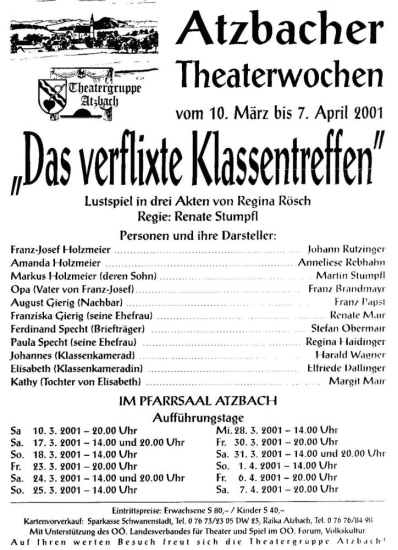 Atzbacher
Theaterwochen
Theatergruppe
Atzbach
vom 10. März bis 7. April 2001
„Das verflixte Klassentreffen"
Lustspiel in drei Akten von Regina Rösch
Regie: Renate Stumpfl
Personen und ihre Darsteller:
Franz-Josef Holzmeier ........ Johann Rutzinger
Amanda Holzmeier ........ Anneliese Rebhahn
Markus Holzmeier (deren Sohn) ........ Martin Stumpfl
Opa (Vater von Franz-Josef) ........ Franz Brandmayr
August Gierig (Nachbar) ........ Franz Papst
Franziska Gierig (seine Ehefrau) ........ Renate Mair
Ferdinand Specht (Briefträger) ........ Stefan Obermair
Paula Specht (seine Ehefrau) ........ Regina Haidinger
Johannes (Klassenkamerad) ........ Harald Wagner
Elisabeth (Klassenkameradin) ........ Elfriede Dallinger
Kathy (Tochter von Elisabeth) ........ Margit Mair
IM PFARRSAAL ATZBACH
Aufführungstage
Sa 10. 3. 2001 – 20.00 Uhr Mi. 28. 3. 2001 – 14.00 Uhr
Sa. 17. 3. 2001 – 14.00 und 20.00 Uhr Fr. 30. 3. 2001 – 20.00 Uhr
So. 18. 3. 2001 – 14.00 Uhr Sa. 31. 3. 2001 – 14.00 und 20.00 Uhr
Fr. 23. 3. 2001 – 20.00 Uhr So. 1. 4. 2001 – 14.00 Uhr
Sa. 24. 3. 2001 – 14.00 und 20.00 Uhr Fr. 6. 4. 2001 – 20.00 Uhr
So. 25. 3. 2001 – 14.00 Uhr Sa. 7. 4. 2001 – 20.00 Uhr
Eintrittspreise: Erwachsene S 80,– / Kinder S 40,–
Kartenvorverkauf: Sparkasse Schwanenstadt, Tel. 0 76 73/23 05 DW 23, Raika Atzbach, Tel. 0 76 76/84 98
Mit Unterstützung des OÖ. Landesverbandes für Theater und Spiel im OÖ. Forum, Volkskultur.
Auf Ihren werten Besuch freut sich die Theatergruppe Atzbach!